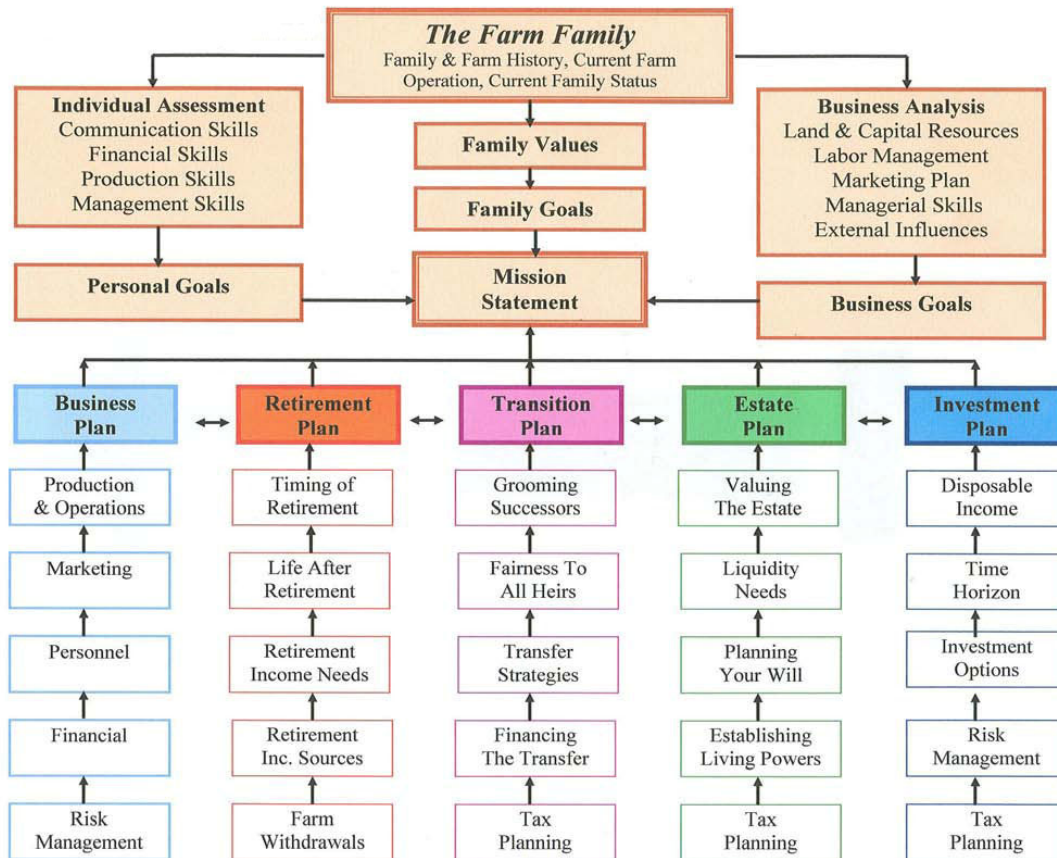 The Farm Family
Family & Farm History, Current Farm
Operation, Current Family Status
Individual Assessment
Communication Skills
Financial Skills
Production Skills
Management Skills
Family Values
Family Goals
Business Analysis
Land & Capital Resources
Labor Management
Marketing Plan
Managerial Skills
External Influences
Personal Goals
Mission
Statement
Business Goals
Business
Plan
Retirement
Plan
Transition
Plan
Estate
Plan
Investment
Plan
Production
& Operations
Marketing
Personnel
Financial
Risk
Management
Timing of
Retirement
Life After
Retirement
Retirement
Income Needs
Retirement
Inc. Sources
Farm
Withdrawals
Grooming
Successors
Fairness To
All Heirs
Transfer
Strategies
Financing
The Transfer
Tax
Planning
Valuing
The Estate
Liquidity
Needs
Planning
Your Will
Establishing
Living Powers
Tax
Planning
Disposable
Income
Time
Horizon
Investment
Options
Risk
Management
Tax
Planning